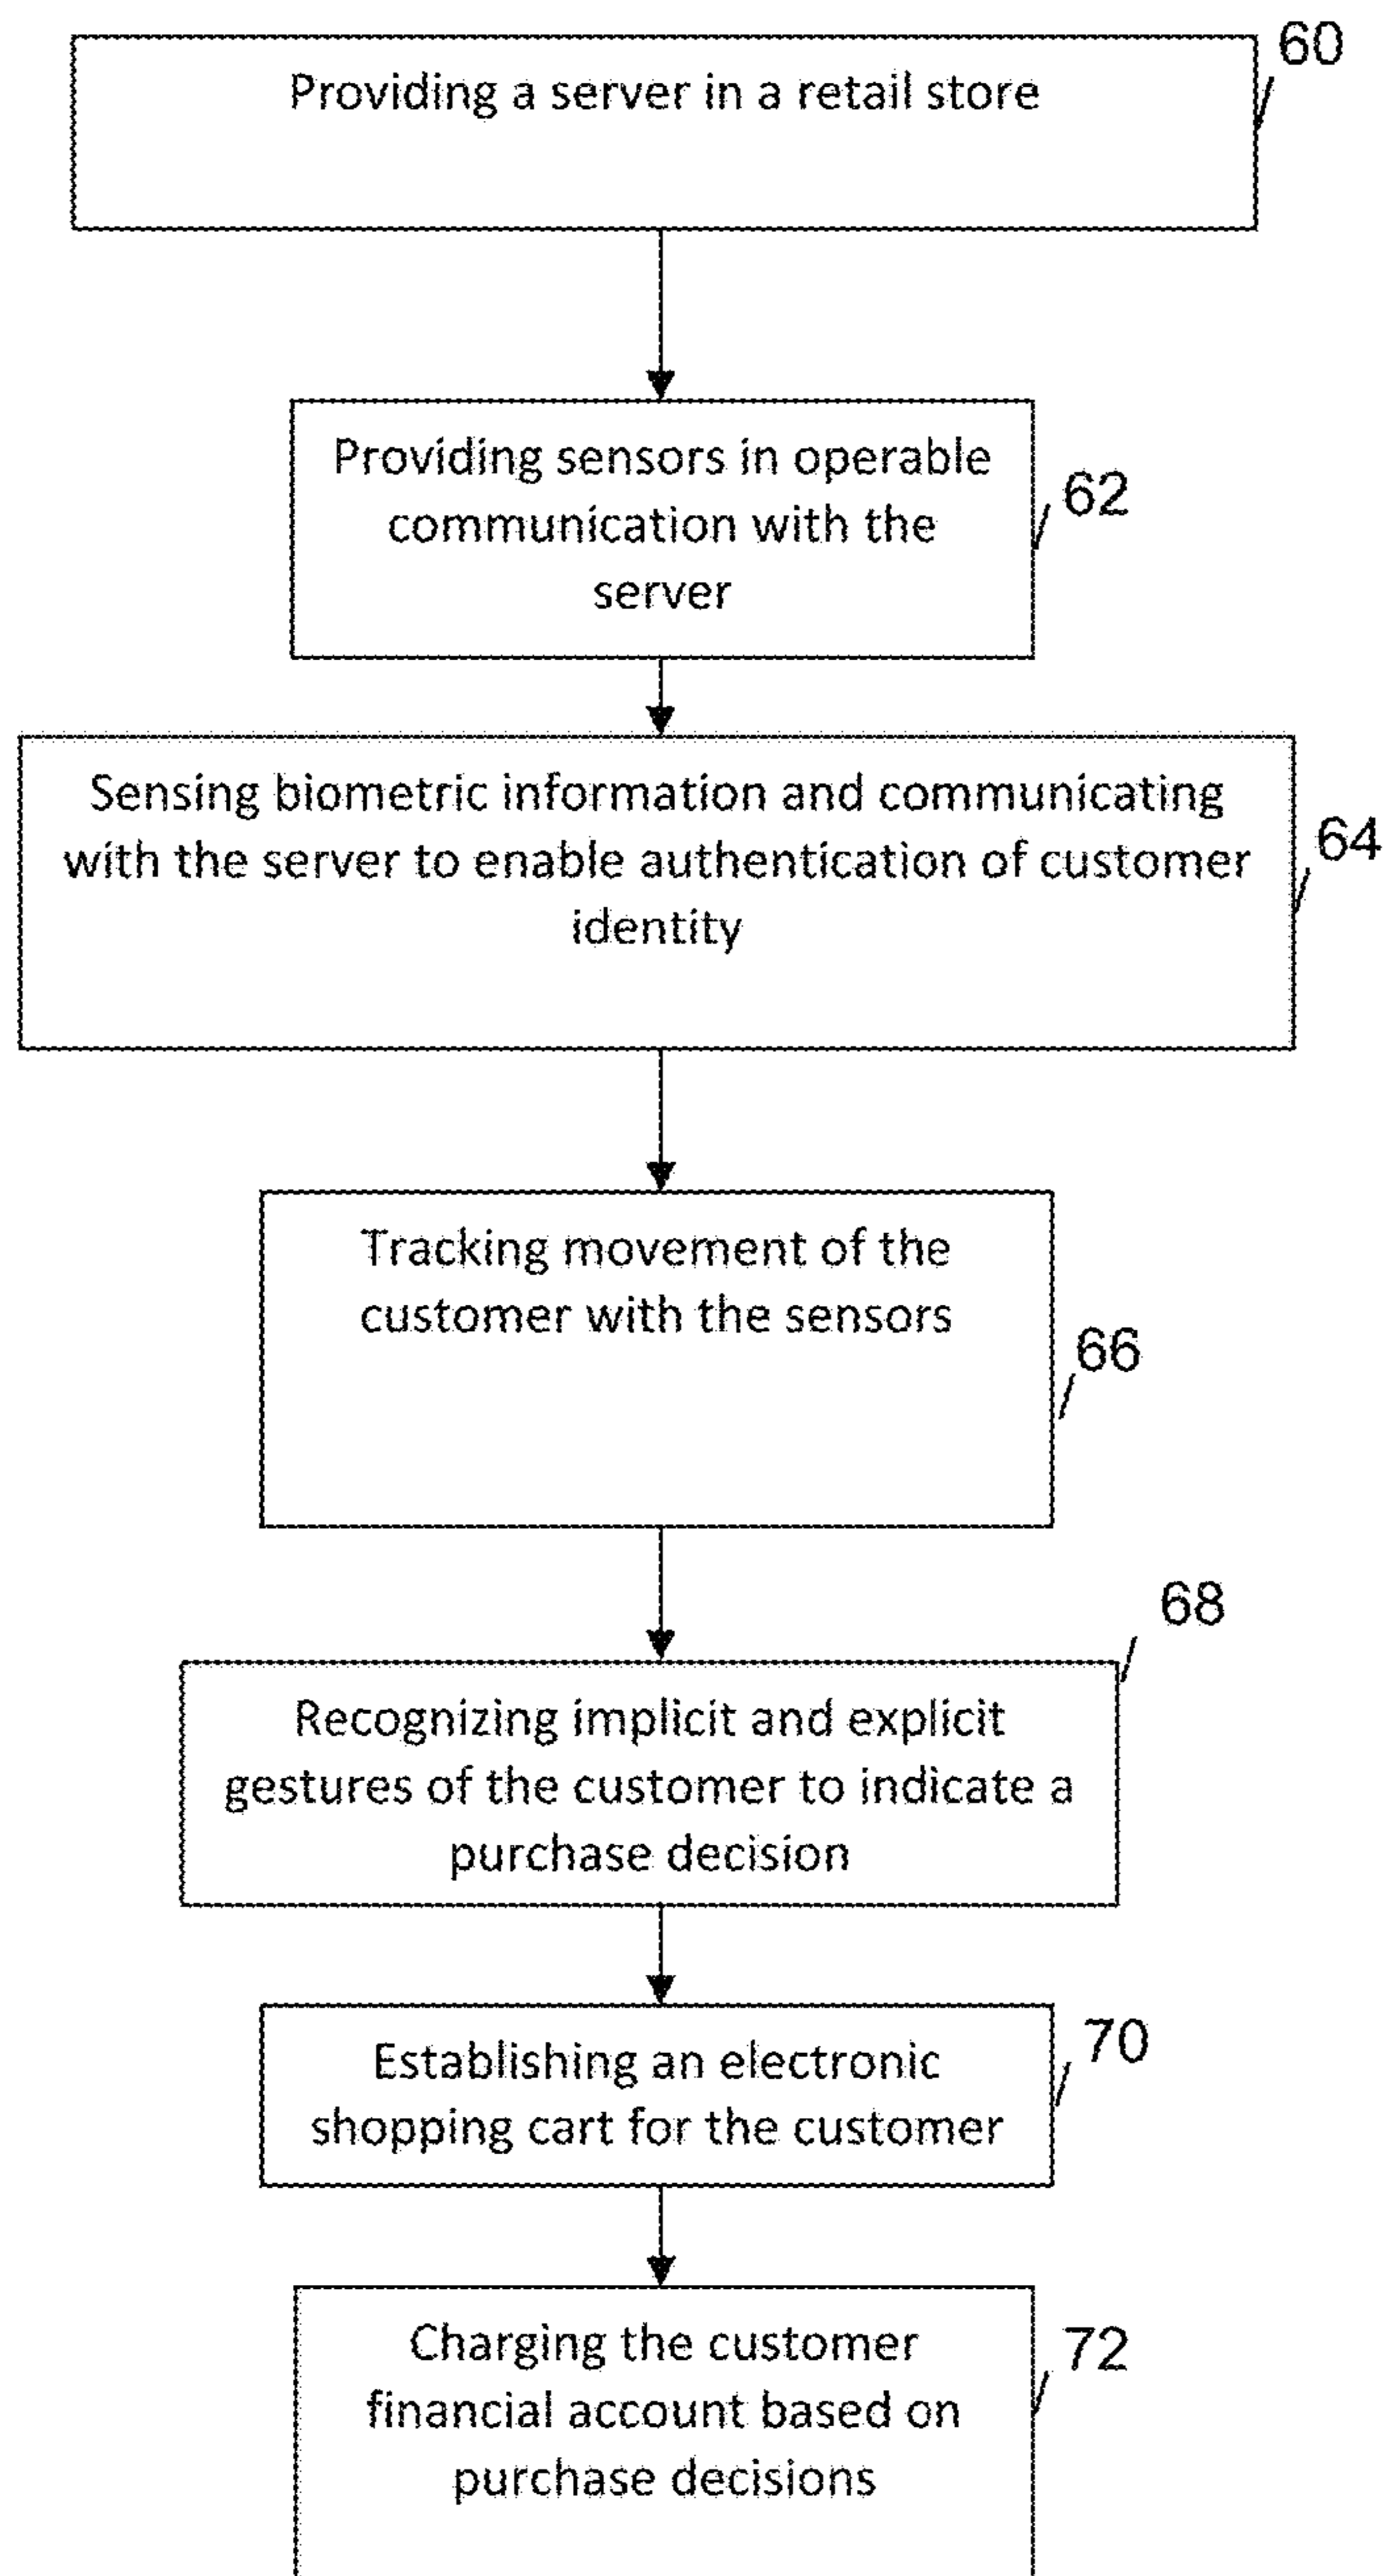 60
Providing a server in a retail store
Providing sensors in operable
communication with the
server
62
Sensing biometric information and communicating
with the server to enable authentication of customer
identity
64
Tracking movement of the
customer with the sensors
66
68
Recognizing implicit and explicit
gestures of the customer to indicate a
purchase decision
Establishing an electronic
shopping cart for the customer
70
Charging the customer
financial account based on
purchase decisions
72